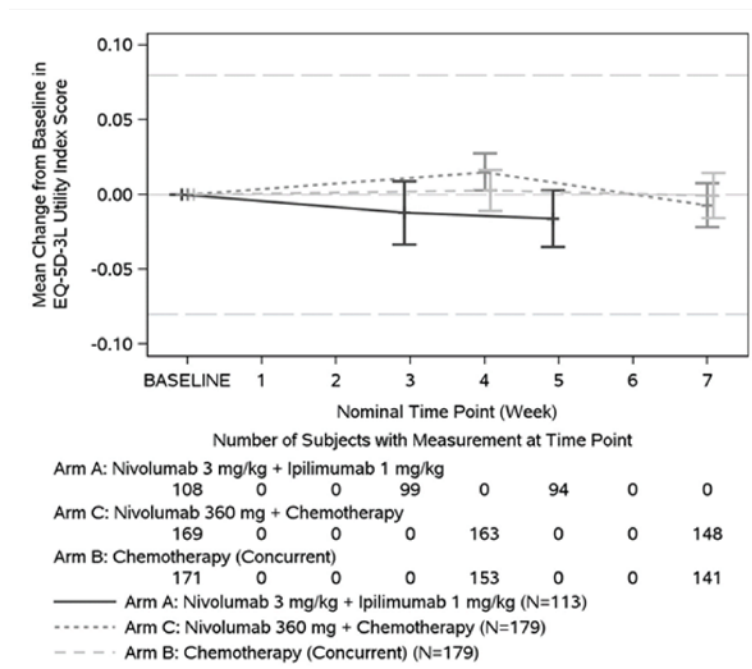 Mean Change from Baseline in
EQ-5D-3L Utility Index Score
0.10
0.05
0.00
-0.05
-0.10
BASELINE 1 2 3 4 5 6 7
Nominal Time Point (Week)
Number of Subjects with Measurement at Time Point
Arm A: Nivolumab 3 mg/kg + Ipilimumab 1 mg/kg
108 0 0 99 0 94 0 0
Arm C: Nivolumab 360 mg + Chemotherapy
169 0 0 0 163 0 0 148
Arm B: Chemotherapy (Concurrent)
171 0 0 0 153 0 0 141
Arm A: Nivolumab 3 mg/kg + Ipilimumab 1 mg/kg (N=113)
Arm C: Nivolumab 360 mg + Chemotherapy (N=179)
Arm B: Chemotherapy (Concurrent) (N=179)